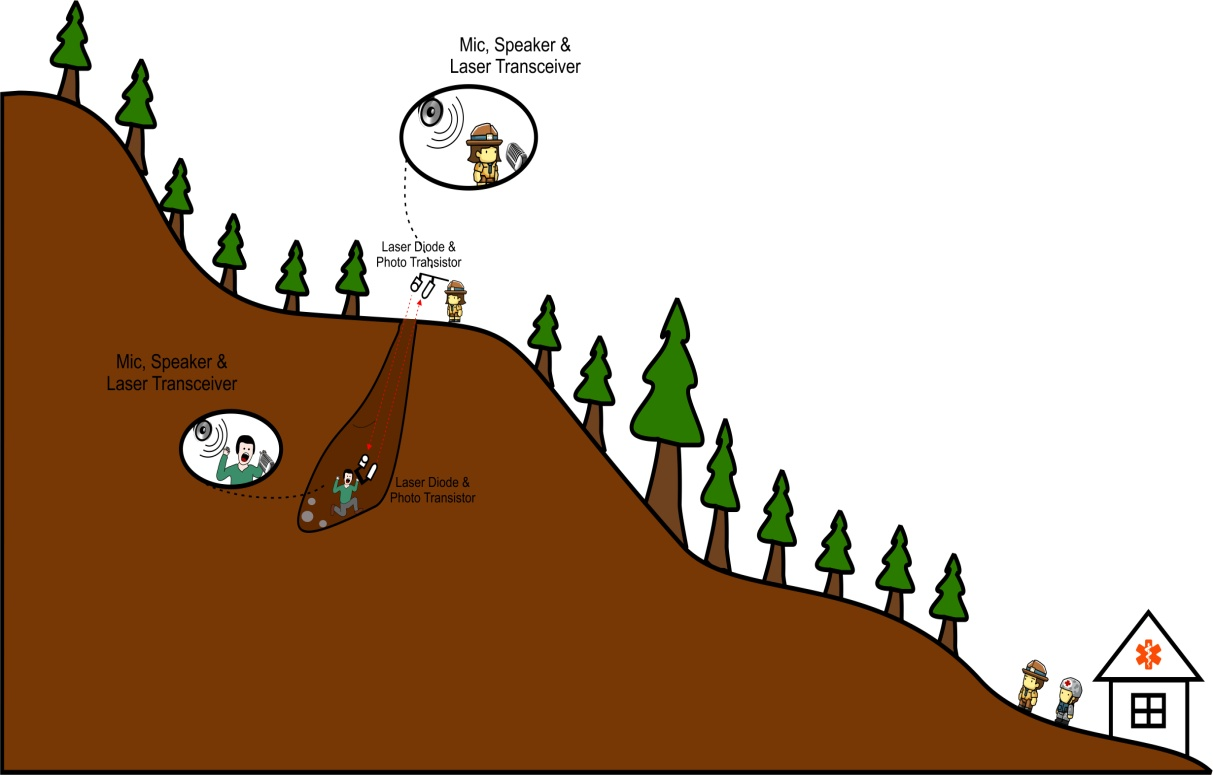 Mic, Speaker &
Laser Transceiver
Laser Diode &
Photo Transistor
Mic, Speaker &
Laser Transceiver
Laser Diode &
Photo Transistor